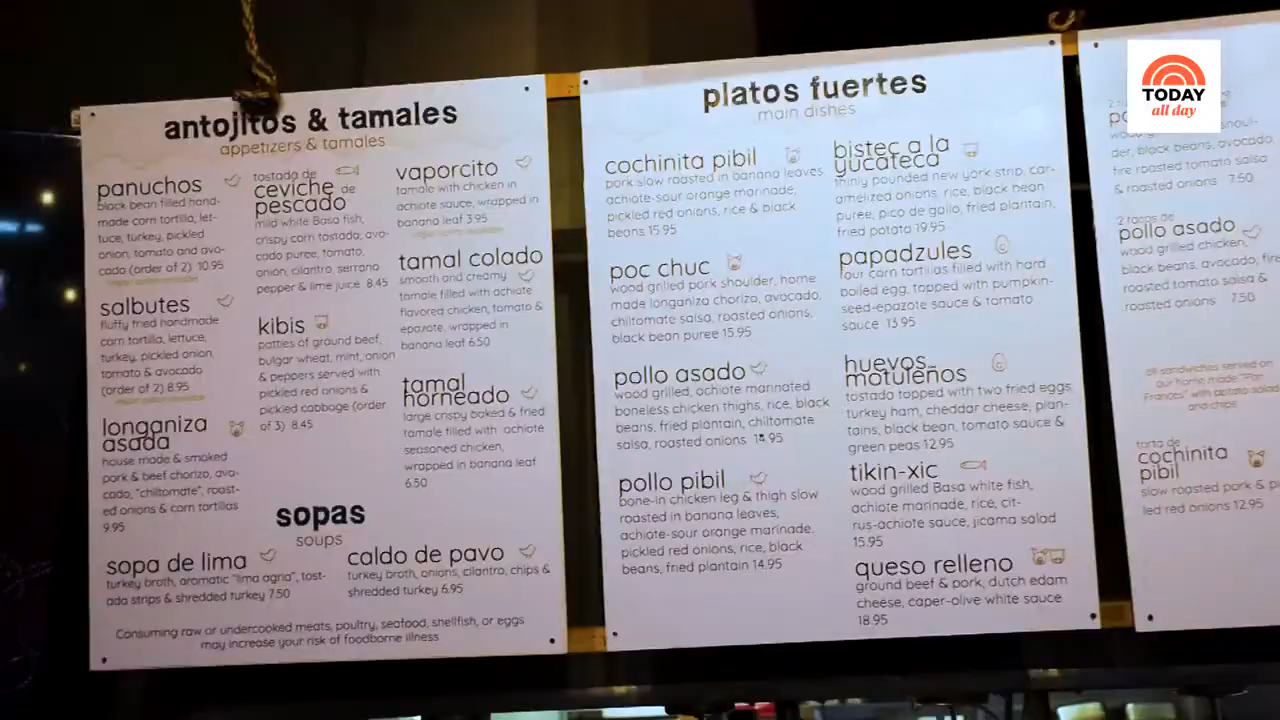 antojitos & tamales
appetizers & tamales
panuchos
black bean filled hand-
made corn tortilla, let-
tuce, turkey, pickled
onion, tomato and avo-
cado (order of 2) 10.95
salbutes
fluffy fried handmade
corn tortilla, lettuce,
turkey, pickled onion,
tomato & avocado
(order of 2) 8.95
longaniza
asada
house made & smoked
pork & beef chorizo, avo-
cado, "chiltomate", roast-
ed onions & corn tortillas
9.95
tostada de
ceviche de
pescado
mild white Basa fish,
crispy corn tostada, avo-
cado puree, tomato,
onion, cilantro, serrano
pepper & lime juice 8.45
kibis
patties of ground beef,
bulgar wheat, mint, onion
& peppers served with
pickled red onions &
pickled cabbage (order
of 3) 8.45
vaporcito
tamale with chicken in
achiote sauce, wrapped in
banana leaf 3.95
tamal colado
smooth and creamy
tamale filled with achiote
flavored chicken, tomato &
epazote, wrapped in
banana leaf 6.50
tamal
horneado
large crispy baked & fried
tamale filled with achiote
seasoned chicken,
wrapped in banana leaf
6.50
sopas
soups
sopa de lima
turkey broth, aromatic "lima agria", tost-
ada strips & shredded turkey 7.50
caldo de pavo
turkey broth, onions, cilantro, chips &
shredded turkey 6.95
Consuming raw or undercooked meats, poultry, seafood, shellfish, or eggs
may increase your risk of foodborne illness
platos fuertes
main dishes
cochinita pibil
pork slow roasted in banana leaves
achiote-sour orange marinade,
pickled red onions, rice & black
beans 15.95
poc chuc
wood grilled pork shoulder, home
made longaniza chorizo, avocado,
chiltomate salsa, roasted onions,
black bean puree 15.95
pollo asado
wood grilled, achiote marinated
boneless chicken thighs, rice, black
beans, fried plantain, chiltomate
salsa, roasted onions 14.95
pollo pibil
bone-in chicken leg & thigh slow
roasted in banana leaves,
achiote-sour orange marinade,
pickled red onions, rice, black
beans, fried plantain 14.95
bistec a la
yucateca
thinly pounded new york strip, car-
amelized onions, rice, black bean
puree, pico de gallo, fried plantain,
fried potato 19.95
papadzules
four corn tortillas filled with hard
boiled egg, topped with pumpkin-
seed-epazote sauce & tomato
sauce 13.95
huevos
motuleños
tostada topped with two fried eggs,
turkey ham, cheddar cheese, plan-
tains, black bean, tomato sauce &
green peas 12.95
tikin-xic
wood grilled Basa white fish,
achiote marinade, rice, cit-
rus-achiote sauce, jicama salad
15.95
queso relleno
ground beef & pork, dutch edam
cheese, caper-olive white sauce
18.95
TODAY
all day
der, black beans, avocado
fire roasted tomato salsa
& roasted onions 7.50
2 tacos de
pollo asado
wood grilled chicken,
black beans, avocado, fire
roasted tomato salsa &
roasted onions 7.50
all sandwiches served on
our home made "Pan
Frances" with potato salad
and chips
torta de
cochinita
pibil
slow roasted pork &
led red onions 12.95